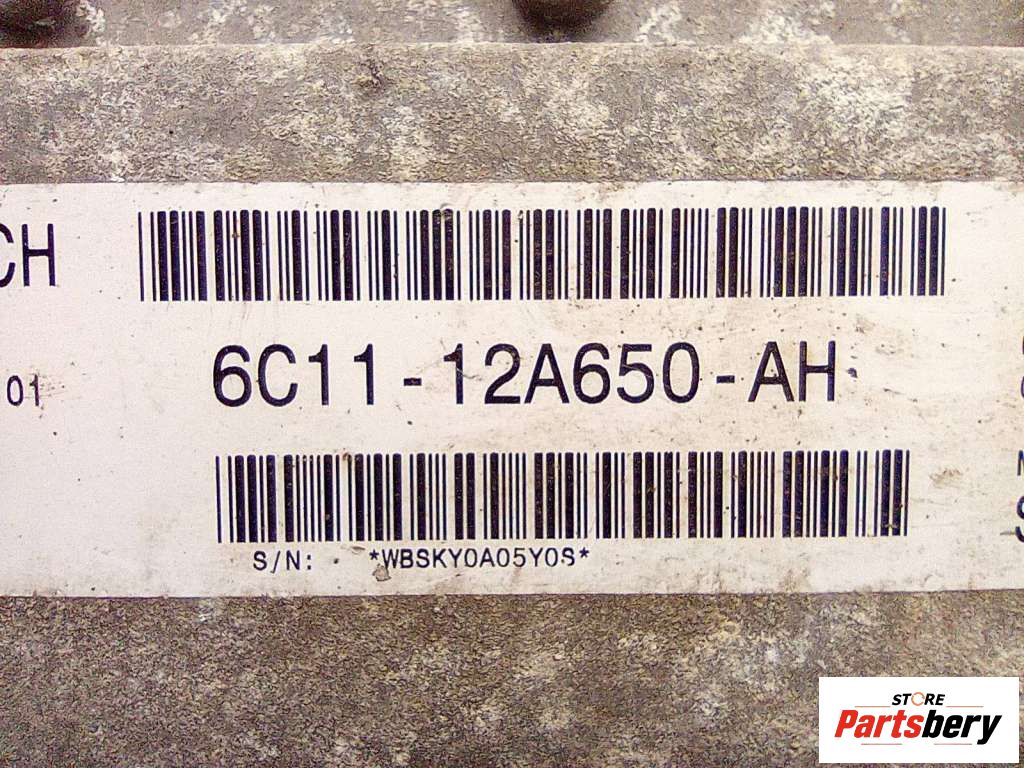 CH
6C11-12A650-AH
01
S/N: *WBSKY0A05Y0S*
STORE
Partsbery